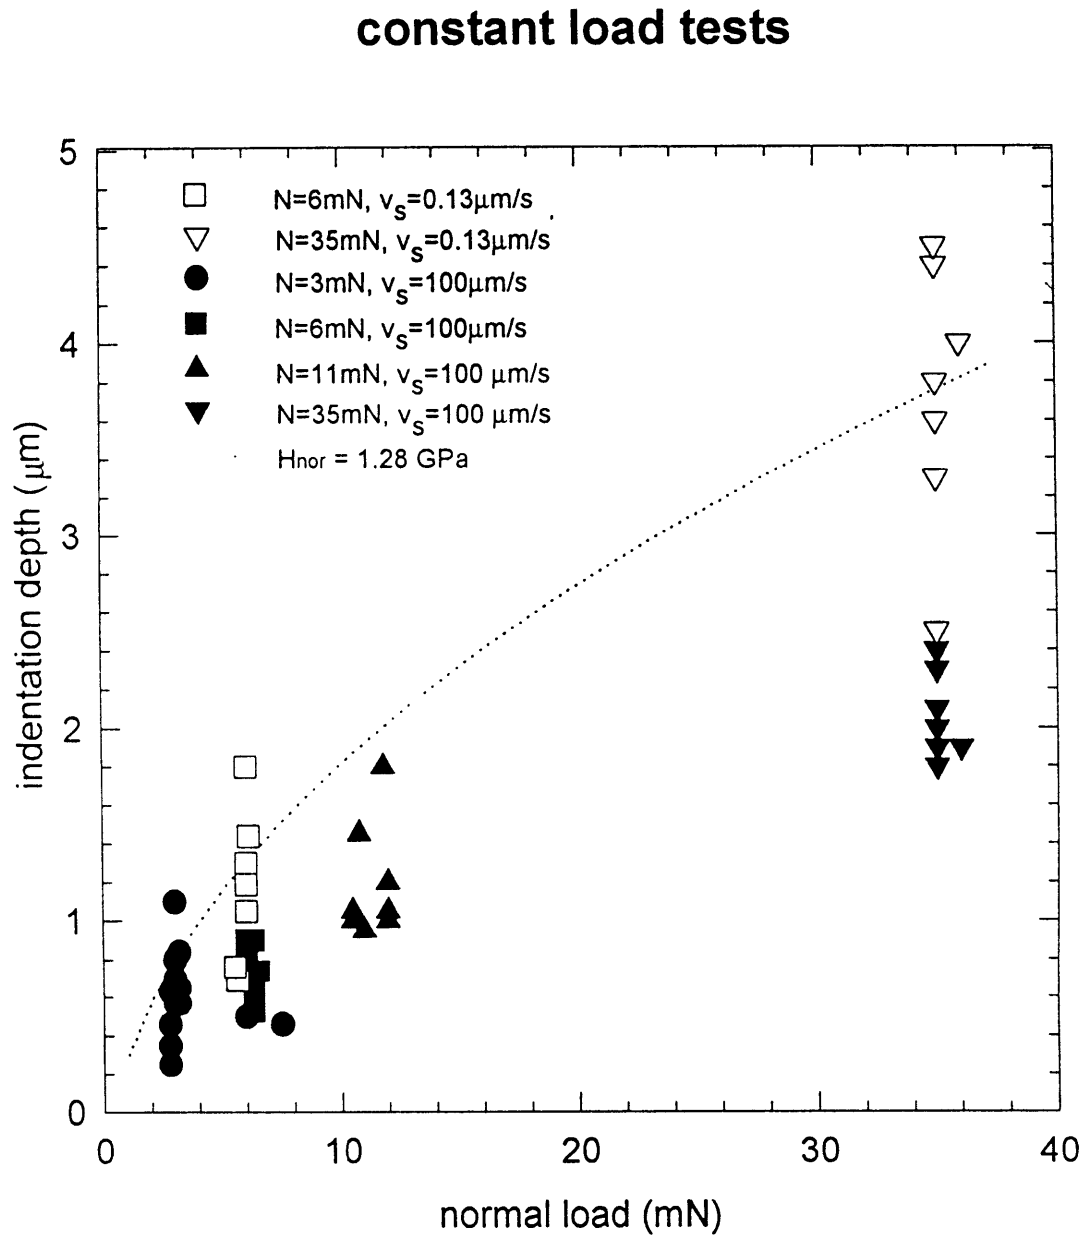 constant load tests
5
4
3
2
1
0
indentation depth (μm)
N=6mN, vs=0.13μm/s
N=35mN, vs=0.13μm/s
N=3mN, vs=100μm/s
N=6mN, vs=100μm/s
N=11mN, vs=100 μm/s
N=35mN, vs=100 μm/s
Hnor = 1.28 GPa
0 10 20 30 40
normal load (mN)